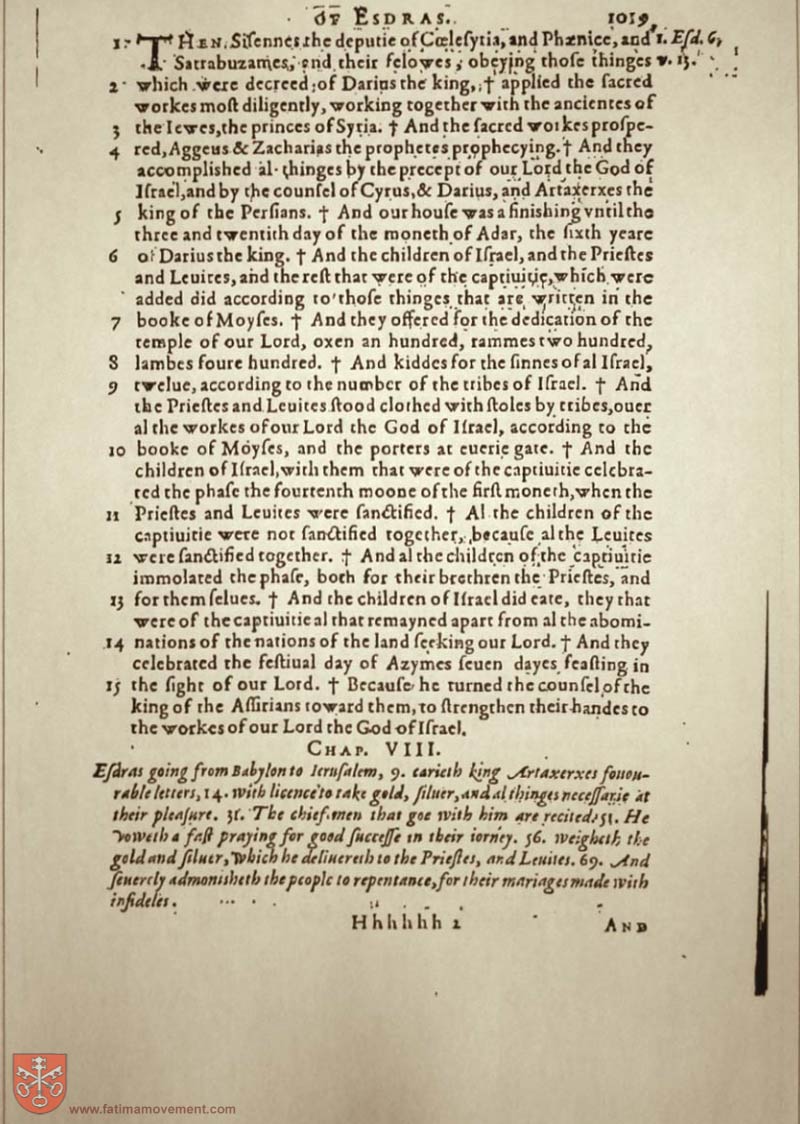 OF ESDRAS. 1019
1. THEN Sisennes the deputie of Cœlesytia, and Phænice, and 1. Esd. 6,
Satrabuzames, and their felowes, obeying those thinges v. 13.
2 which were decreed of Darius the king, † applied the sacred
workes most diligently, working together with the ancientes of
3 the Iewes, the princes of Syria. † And the sacred workes prospe-
4 red, Aggeus & Zacharias the prophetes prophecying. † And they
accomplished al thinges by the precept of our Lord the God of
Israel, and by the counsel of Cyrus, & Darius, and Artaxerxes the
5 king of the Persians. † And our house was a finishing vntil the
three and twentith day of the moneth of Adar, the sixth yeare
6 of Darius the king. † And the children of Israel, and the Priestes
and Leuites, and the rest that were of the captiuitie, which were
added did according to those thinges that are written in the
7 booke of Moyses. † And they offered for the dedication of the
temple of our Lord, oxen an hundred, rammes two hundred,
8 lambes foure hundred. † And kiddes for the sinnes of al Israel,
9 twelue, according to the number of the tribes of Israel. † And
the Priestes and Leuites stood clothed with stoles by tribes, ouer
al the workes of our Lord the God of Israel, according to the
10 booke of Moyses, and the porters at euerie gate. † And the
children of Israel, with them that were of the captiuitie celebra-
ted the phase the fourtenth moone of the first moneth, when the
11 Priestes and Leuites were sanctified. † Al the children of the
captiuitie were not sanctified together, because al the Leuites
12 were sanctified together. † And al the children of the captiuitie
immolated the phase, both for their brethren the Priestes, and
13 for them selues. † And the children of Israel did eate, they that
were of the captiuitie al that remayned apart from al the abomi-
14 nations of the nations of the land seeking our Lord. † And they
celebrated the festiual day of Azymes seuen dayes feasting in
15 the sight of our Lord. † Because he turned the counsel of the
king of the Assirians toward them, to strengthen their handes to
the workes of our Lord the God of Israel.
CHAP. VIII.
Esdras going from Babylon to Ierusalem, 9. carieth king Artaxerxes fouou-
rable letters, 14. with licence to take gold, siluer, and al thinges necessarie at
their pleasure. 31. The chief men that goe with him are recited. 51. He
voweth a fast praying for good successe in their iorney. 56. weigheth the
gold and siluer, which he deliuereth to the Priestes, and Leuites. 69. And
seuerely admonisheth the people to repentance, for their mariages made with
infideles.
Hhhhhh 2 AND
www.fatimamovement.com